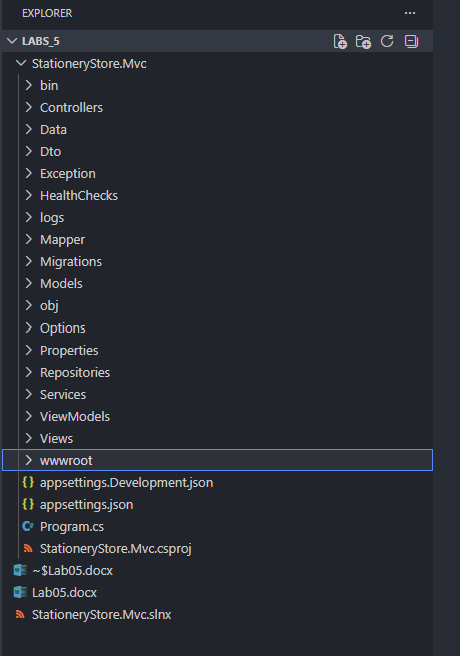 EXPLORER
LABS_5
StationeryStore.Mvc
bin
Controllers
Data
Dto
Exception
HealthChecks
logs
Mapper
Migrations
Models
obj
Options
Properties
Repositories
Services
ViewModels
Views
wwwroot
appsettings.Development.json
appsettings.json
Program.cs
StationeryStore.Mvc.csproj
~$Lab05.docx
Lab05.docx
StationeryStore.Mvc.slnx